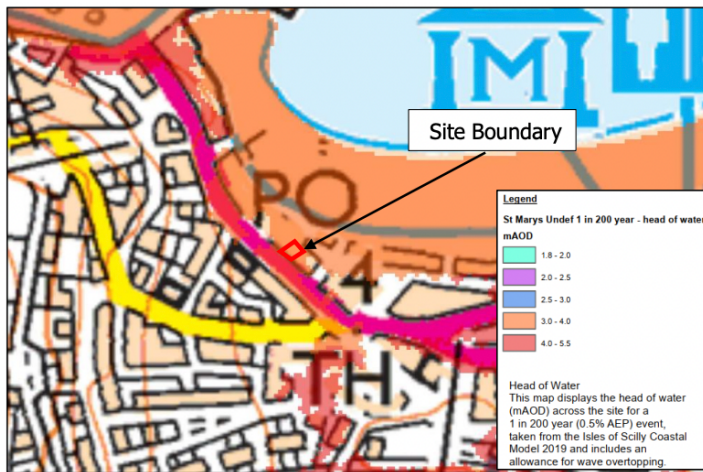 Site Boundary
PO
4
TH
M
Legend
St Marys Undef 1 in 200 year - head of water
mAOD
1.8 - 2.0
2.0 - 2.5
2.5 - 3.0
3.0 - 4.0
4.0 - 5.5
Head of Water
This map displays the head of water
(mAOD) across the site for a
1 in 200 year (0.5% AEP) event,
taken from the Isles of Scilly Coastal
Model 2019 and includes an
allowance for wave overtopping.